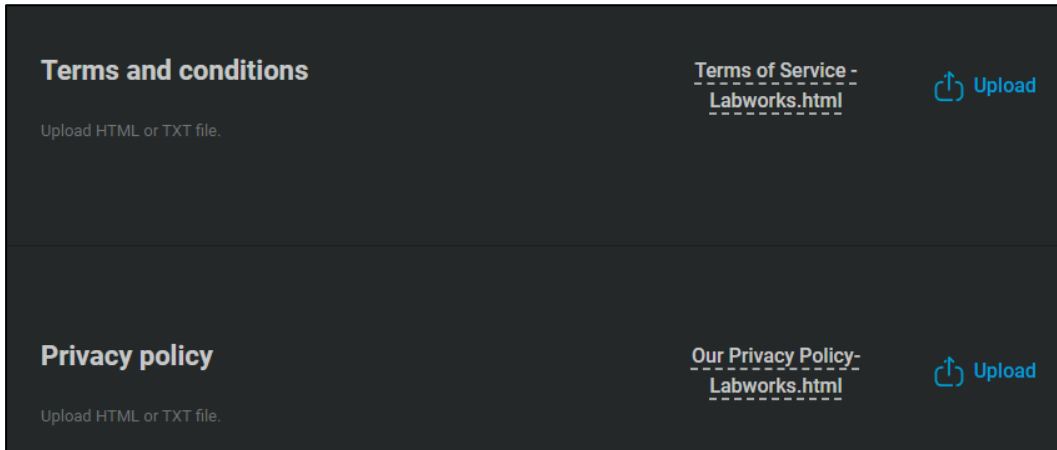 Terms and conditions
Terms of Service -
Labworks.html
Upload
Upload HTML or TXT file.
Privacy policy
Our Privacy Policy-
Labworks.html
Upload
Upload HTML or TXT file.